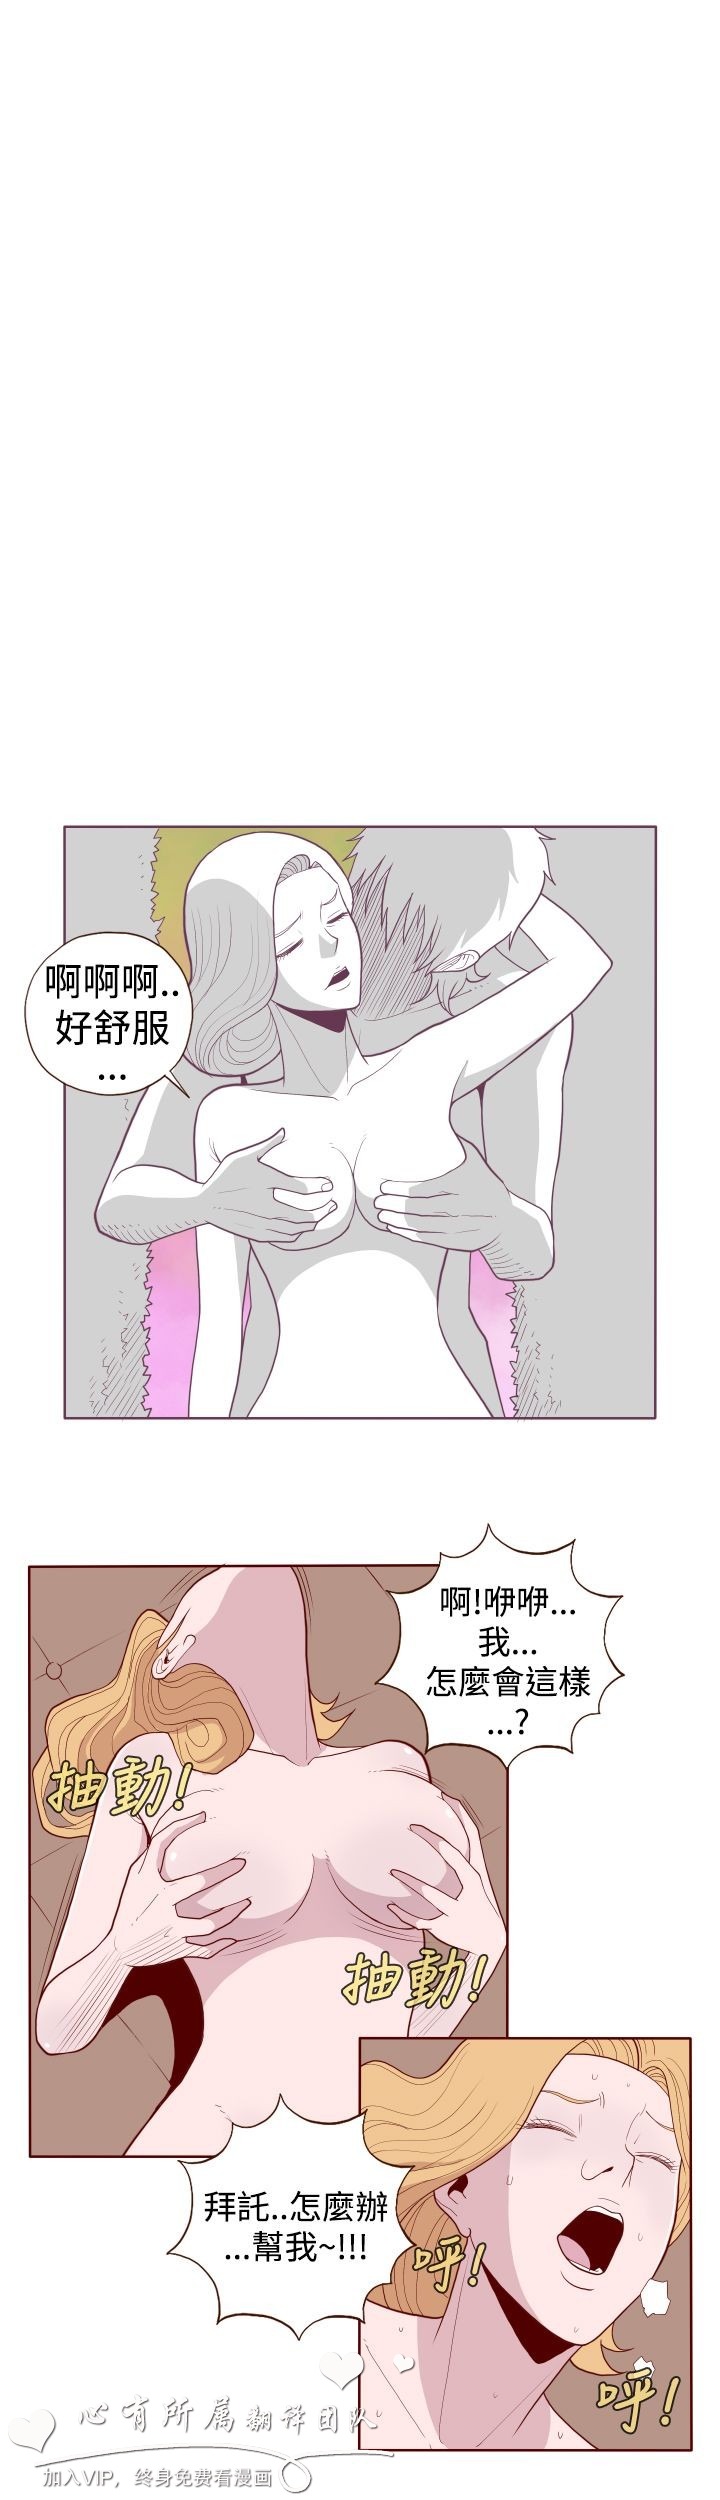 啊啊啊..
好舒服
...
啊!咿咿...
我...
怎麼會這樣
...?
抽動!
抽動!
拜託..怎麼辦
...幫我~!!!
呼!
呼!
心有所属翻译团队
加入VIP，终身免费看漫画